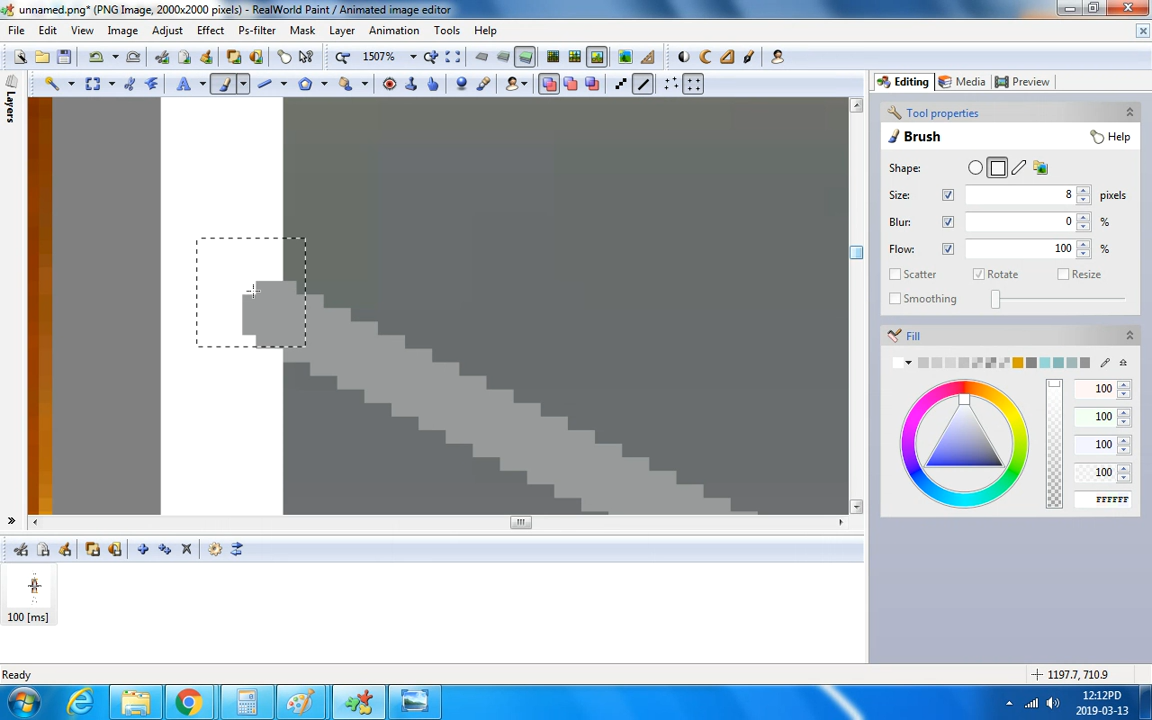 unnamed.png* (PNG Image, 2000x2000 pixels) - RealWorld Paint / Animated image editor
File Edit View Image Adjust Effect Ps-filter Mask Layer Animation Tools Help
1507%
Layers
Editing Media Preview
Tool properties
Brush Help
Shape:
Size: 8 pixels
Blur: 0 %
Flow: 100 %
Scatter Rotate Resize
Smoothing
Fill
100
100
100
100
FFFFFF
100 [ms]
Ready
1197.7, 710.9
12:12PD
2019-03-13